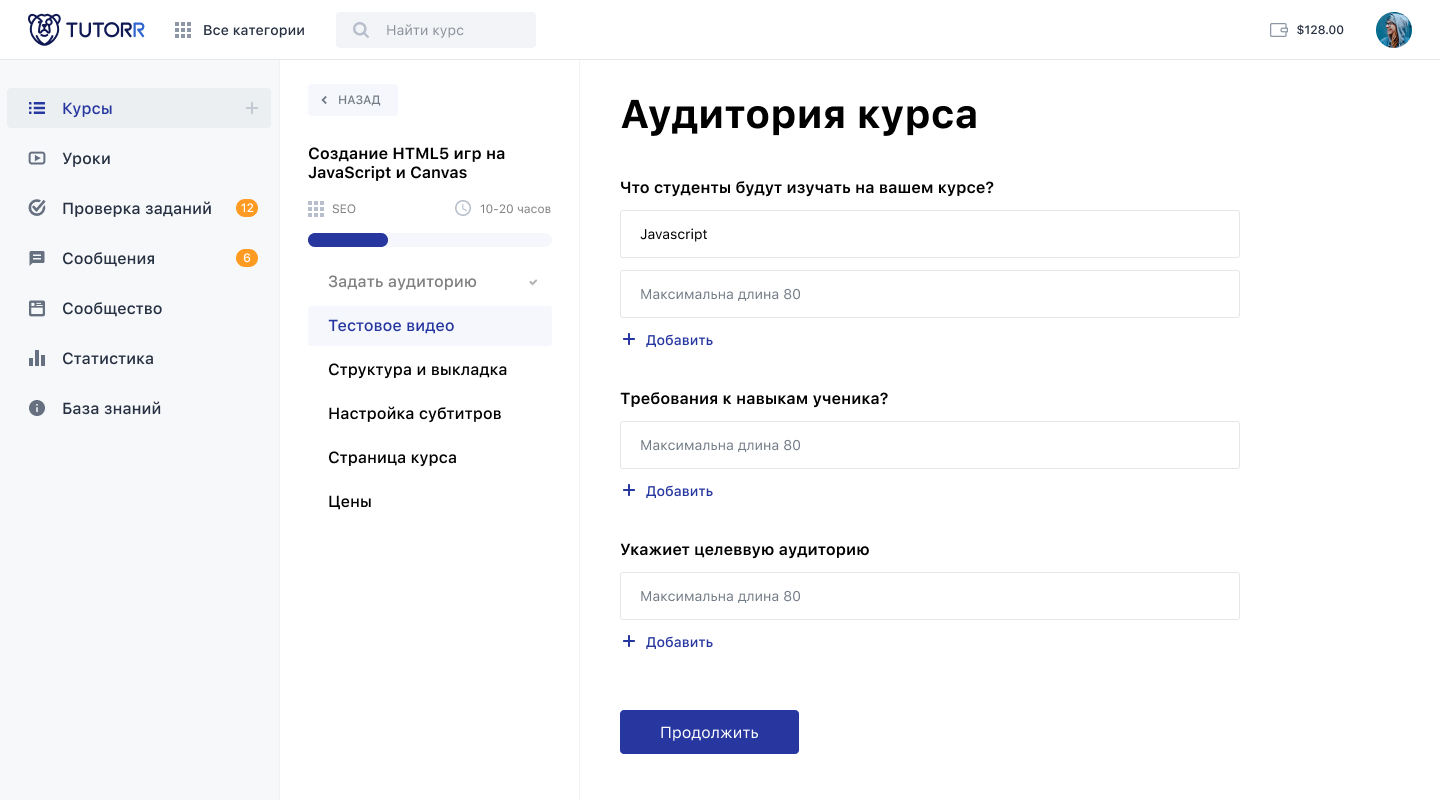 TUTORR
Все категории
Найти курс
$128.00
Курсы
Уроки
Проверка заданий
12
Сообщения
6
Сообщество
Статистика
База знаний
НАЗАД
Создание HTML5 игр на
JavaScript и Canvas
SEO
10-20 часов
Задать аудиторию
Тестовое видео
Структура и выкладка
Настройка субтитров
Страница курса
Цены
Аудитория курса
Что студенты будут изучать на вашем курсе?
Javascript
Максимальна длина 80
Добавить
Требования к навыкам ученика?
Максимальна длина 80
Добавить
Укажиет целеввую аудиторию
Максимальна длина 80
Добавить
Продолжить